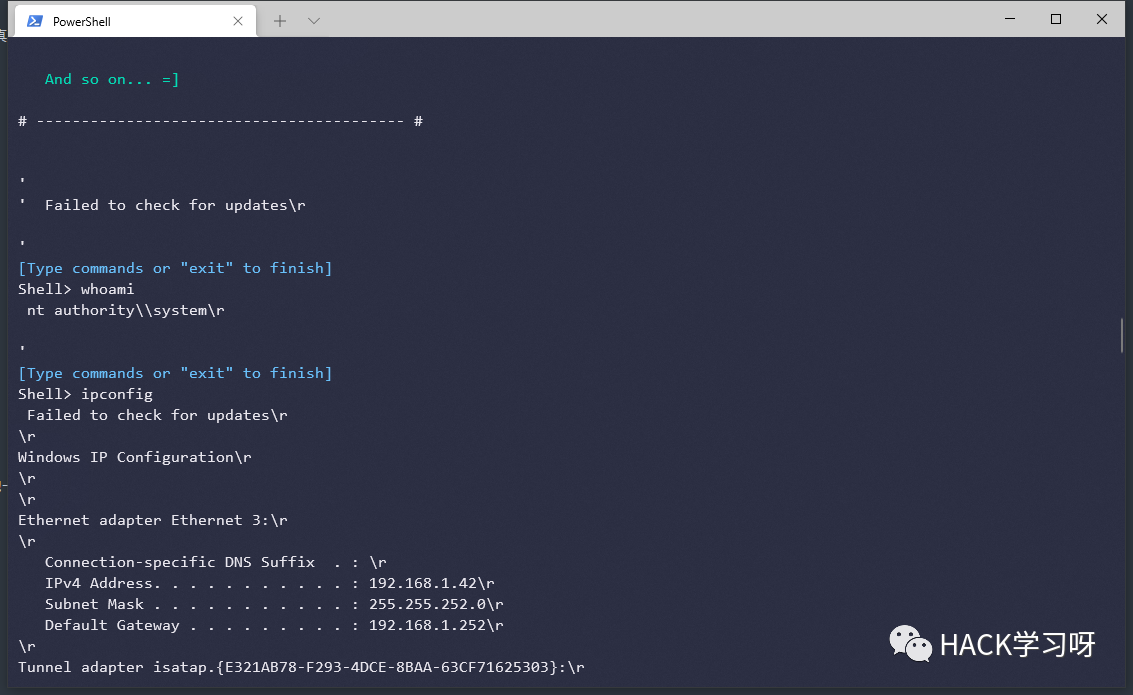 PowerShell
And so on... =]
# ----------------------------------------- #
'
'  Failed to check for updates\r
'
[Type commands or "exit" to finish]
Shell> whoami
 nt authority\\system\r
'
[Type commands or "exit" to finish]
Shell> ipconfig
 Failed to check for updates\r
\r
Windows IP Configuration\r
\r
\r
Ethernet adapter Ethernet 3:\r
\r
   Connection-specific DNS Suffix  . : \r
   IPv4 Address. . . . . . . . . . . : 192.168.1.42\r
   Subnet Mask . . . . . . . . . . . : 255.255.252.0\r
   Default Gateway . . . . . . . . . : 192.168.1.252\r
\r
Tunnel adapter isatap.{E321AB78-F293-4DCE-8BAA-63CF71625303}:\r
HACK学习呀